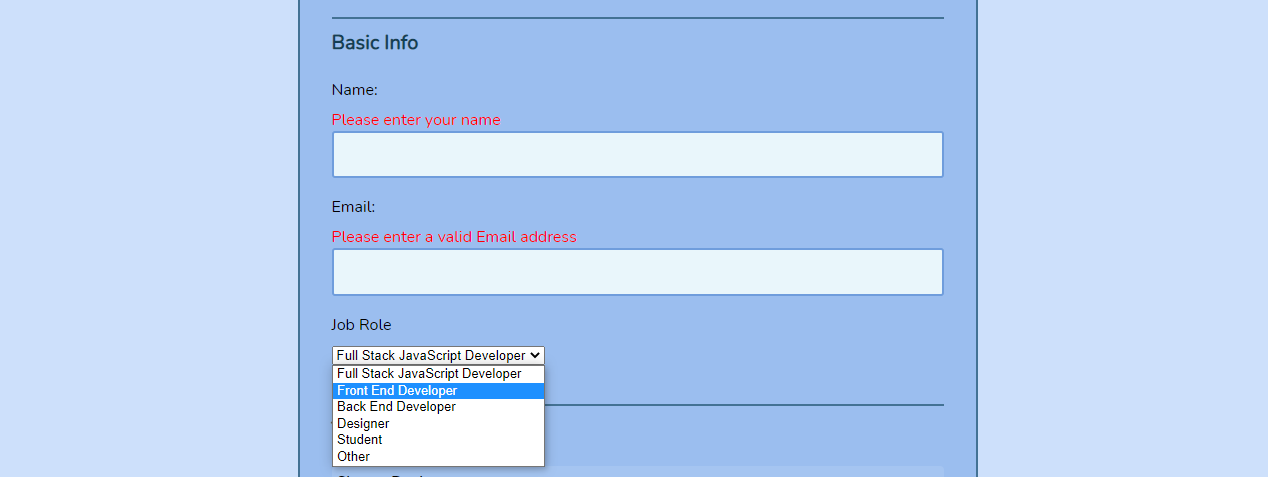 Basic Info
Name:
Please enter your name
Email:
Please enter a valid Email address
Job Role
Full Stack JavaScript Developer
Full Stack JavaScript Developer
Front End Developer
Back End Developer
Designer
Student
Other